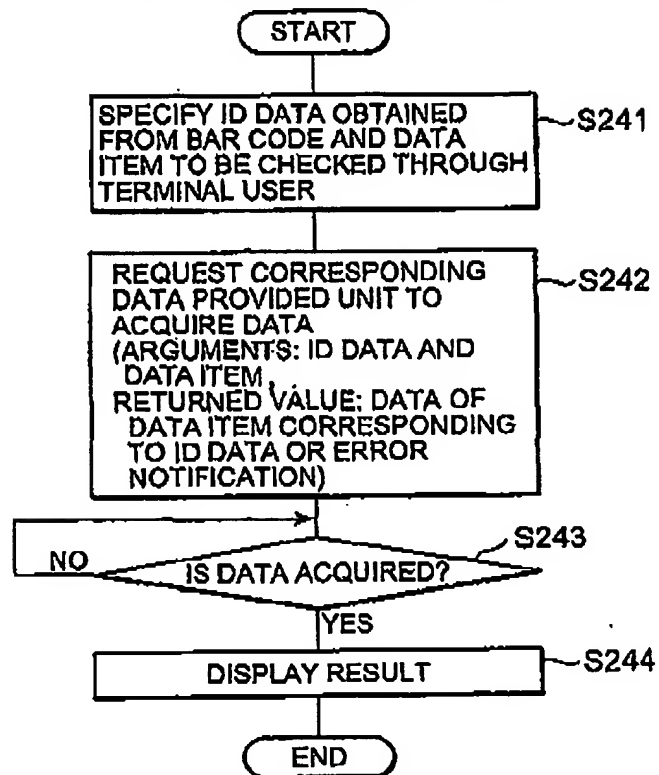 START
SPECIFY ID DATA OBTAINED
FROM BAR CODE AND DATA
ITEM TO BE CHECKED THROUGH
TERMINAL USER
S241
REQUEST CORRESPONDING
DATA PROVIDED UNIT TO
ACQUIRE DATA
(ARGUMENTS: ID DATA AND
DATA ITEM,
RETURNED VALUE: DATA OF
DATA ITEM CORRESPONDING
TO ID DATA OR ERROR
NOTIFICATION)
S242
S243
NO
IS DATA ACQUIRED?
YES
DISPLAY RESULT
S244
END